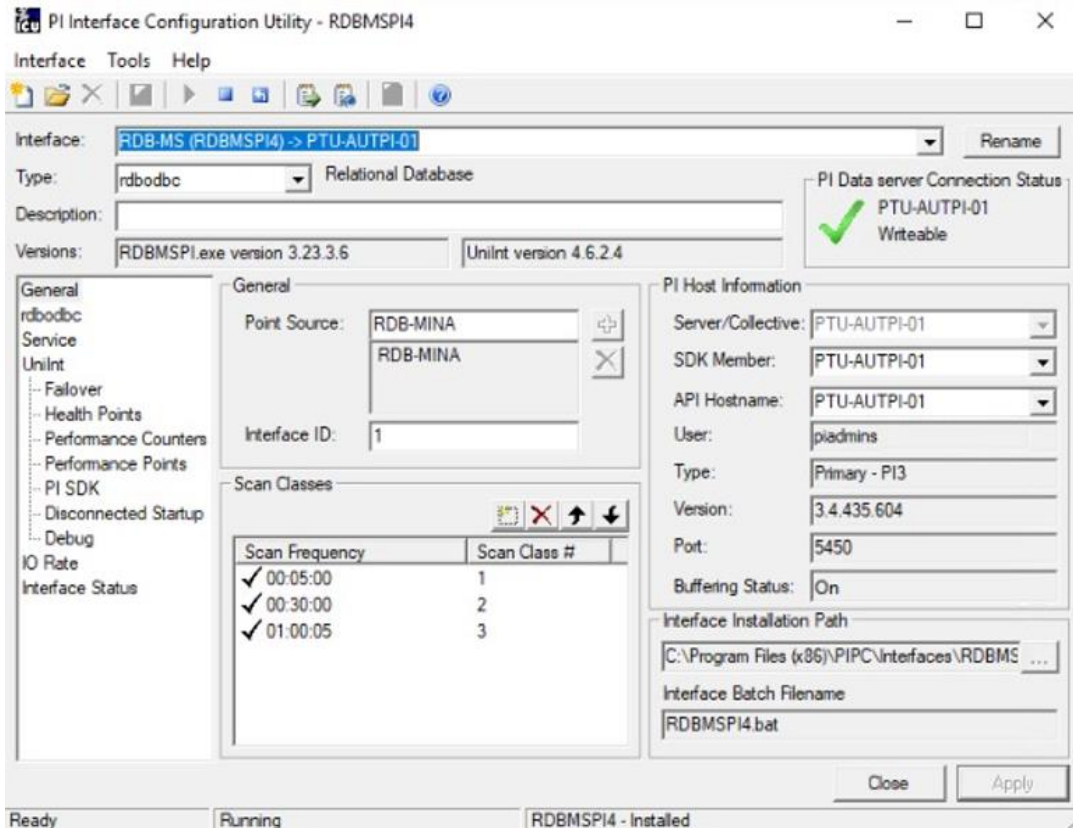 PI Interface Configuration Utility - RDBMSPI4
Interface Tools Help
Interface: RDB-MS (RDBMSPI4) -> PTU-AUTPI-01 Rename
Type: rdbodbc Relational Database
Description:
Versions: RDBMSPI.exe version 3.23.3.6 UniInt version 4.6.2.4
PI Data server Connection Status
PTU-AUTPI-01
Writeable
General
rdbodbc
Service
UniInt
Failover
Health Points
Performance Counters
Performance Points
PI SDK
Disconnected Startup
Debug
IO Rate
Interface Status
General
Point Source: RDB-MINA
RDB-MINA
Interface ID: 1
Scan Classes
Scan Frequency Scan Class #
00:05:00 1
00:30:00 2
01:00:05 3
PI Host Information
Server/Collective: PTU-AUTPI-01
SDK Member: PTU-AUTPI-01
API Hostname: PTU-AUTPI-01
User: piadmins
Type: Primary - PI3
Version: 3.4.435.604
Port: 5450
Buffering Status: On
Interface Installation Path
C:\Program Files (x86)\PIPC\Interfaces\RDBMS ...
Interface Batch Filename
RDBMSPI4.bat
Close Apply
Ready Running RDBMSPI4 - Installed